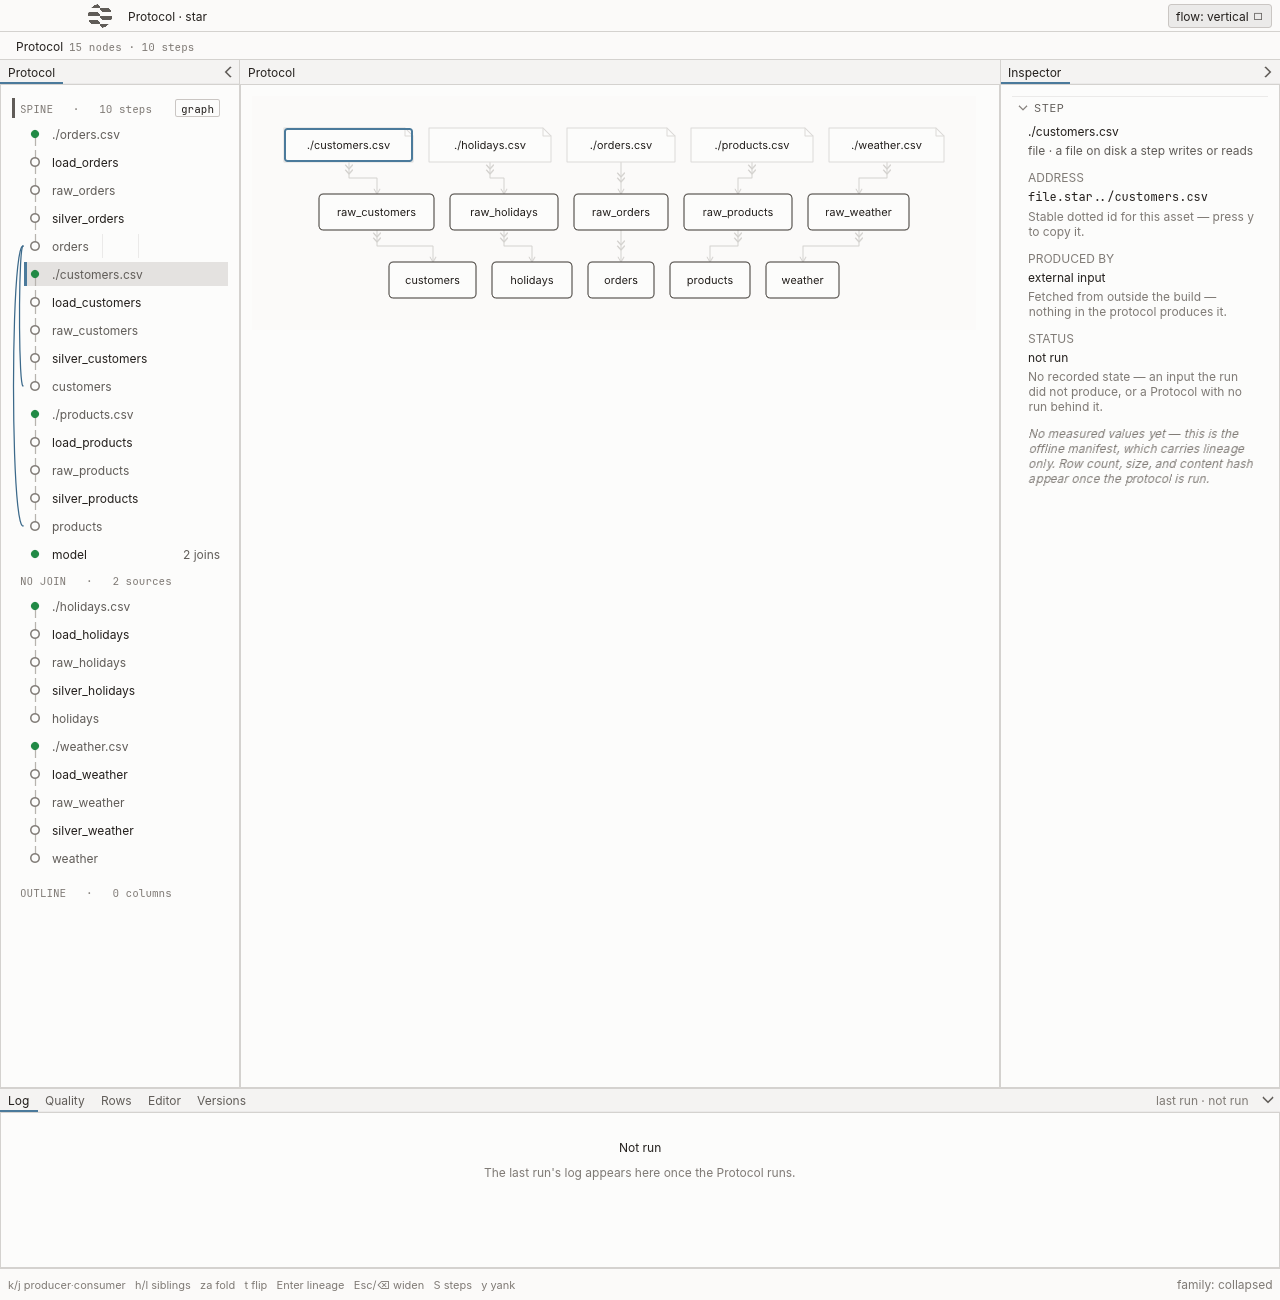 Protocol · star
flow: vertical
Protocol 15 nodes · 10 steps
Protocol
SPINE · 10 steps graph
./orders.csv
load_orders
raw_orders
silver_orders
orders
./customers.csv
load_customers
raw_customers
silver_customers
customers
./products.csv
load_products
raw_products
silver_products
products
model 2 joins
NO JOIN · 2 sources
./holidays.csv
load_holidays
raw_holidays
silver_holidays
holidays
./weather.csv
load_weather
raw_weather
silver_weather
weather
OUTLINE · 0 columns
Protocol
./customers.csv ./holidays.csv ./orders.csv ./products.csv ./weather.csv
raw_customers raw_holidays raw_orders raw_products raw_weather
customers holidays orders products weather
Inspector
STEP
./customers.csv
file · a file on disk a step writes or reads
ADDRESS
file.star../customers.csv
Stable dotted id for this asset — press y
to copy it.
PRODUCED BY
external input
Fetched from outside the build —
nothing in the protocol produces it.
STATUS
not run
No recorded state — an input the run
did not produce, or a Protocol with no
run behind it.
No measured values yet — this is the
offline manifest, which carries lineage
only. Row count, size, and content hash
appear once the protocol is run.
Log Quality Rows Editor Versions last run · not run
Not run
The last run's log appears here once the Protocol runs.
k/j producer·consumer h/l siblings za fold t flip Enter lineage Esc/⌫ widen S steps y yank family: collapsed